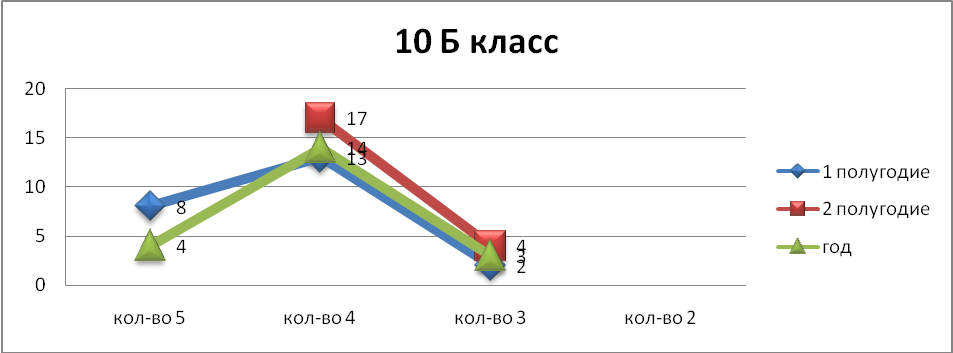 10 Б класс
20
15
10
5
0
8
4
17
14
13
4
3
2
кол-во 5
кол-во 4
кол-во 3
кол-во 2
1 полугодие
2 полугодие
год